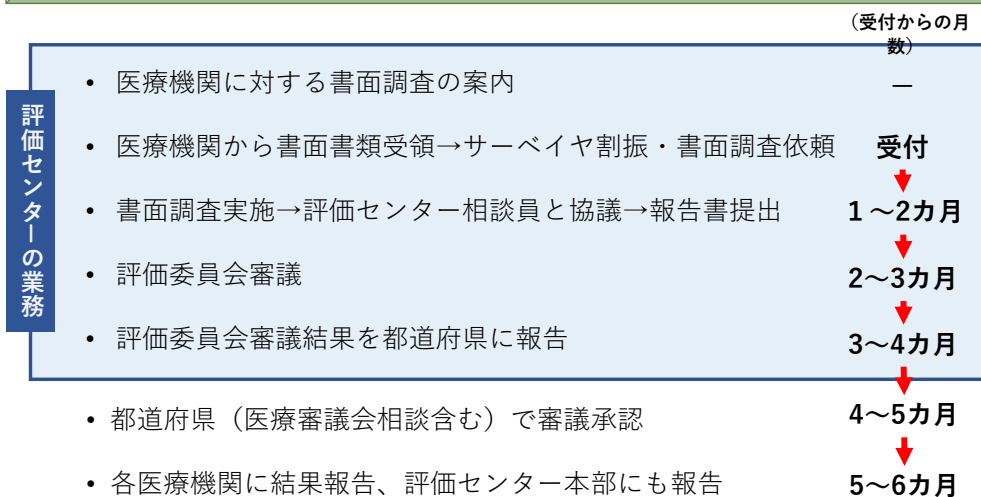 （受付からの月
数）
評価センターの業務
• 医療機関に対する書面調査の案内 ―
• 医療機関から書面書類受領→サーベイヤ割振・書面調査依頼 受付
• 書面調査実施→評価センター相談員と協議→報告書提出 1～2カ月
• 評価委員会審議 2～3カ月
• 評価委員会審議結果を都道府県に報告 3～4カ月
• 都道府県（医療審議会相談含む）で審議承認 4～5カ月
• 各医療機関に結果報告、評価センター本部にも報告 5～6カ月